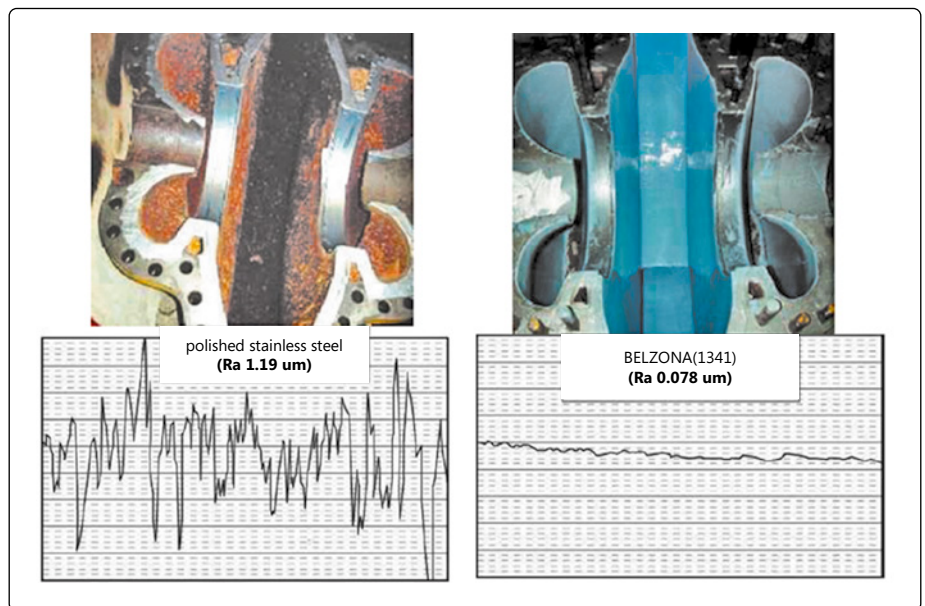 polished stainless steel
(Ra 1.19 um)
BELZONA(1341)
(Ra 0.078 um)